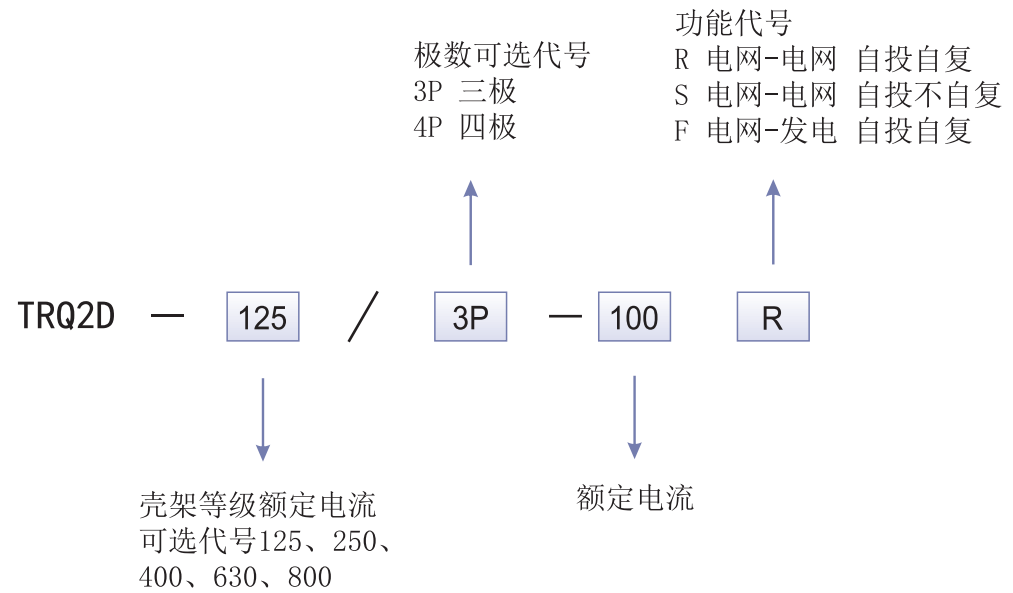 功能代号
R 电网-电网 自投自复
S 电网-电网 自投不自复
F 电网-发电 自投自复
极数可选代号
3P 三极
4P 四极
TRQ2D — 125 / 3P — 100 R
壳架等级额定电流
可选代号125、250、
400、630、800
额定电流